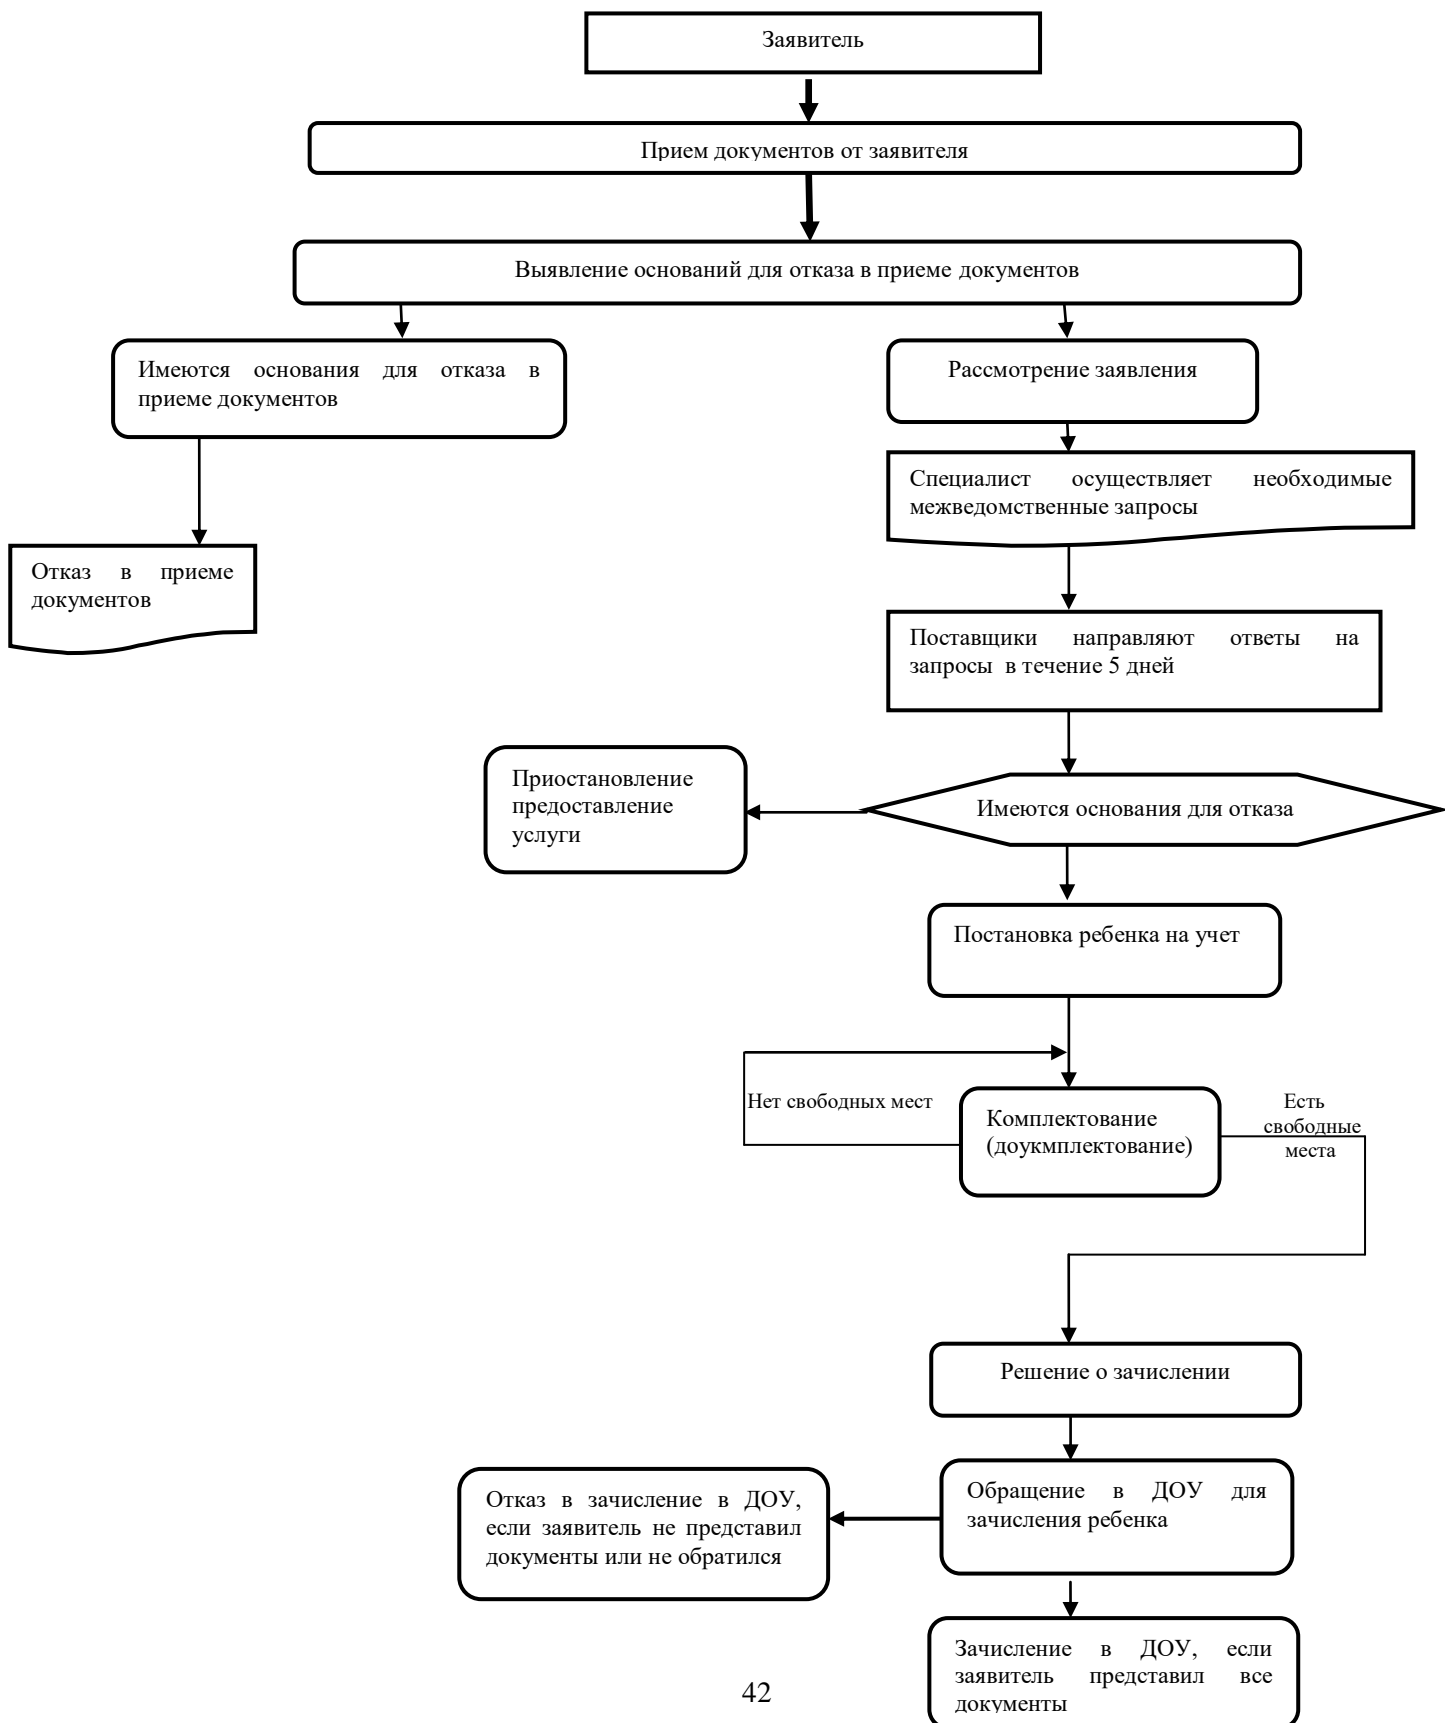 Заявитель
Прием документов от заявителя
Выявление оснований для отказа в приеме документов
Имеются основания для отказа в
приеме документов
Рассмотрение заявления
Специалист осуществляет необходимые
межведомственные запросы
Отказ в приеме
документов
Поставщики направляют ответы на
запросы в течение 5 дней
Приостановление
предоставление
услуги
Имеются основания для отказа
Постановка ребенка на учет
Нет свободных мест
Комплектование
(доукмплектование)
Есть
свободные
места
Решение о зачислении
Отказ в зачисление в ДОУ,
если заявитель не представил
документы или не обратился
Обращение в ДОУ для
зачисления ребенка
Зачисление в ДОУ, если
заявитель представил все
документы
42